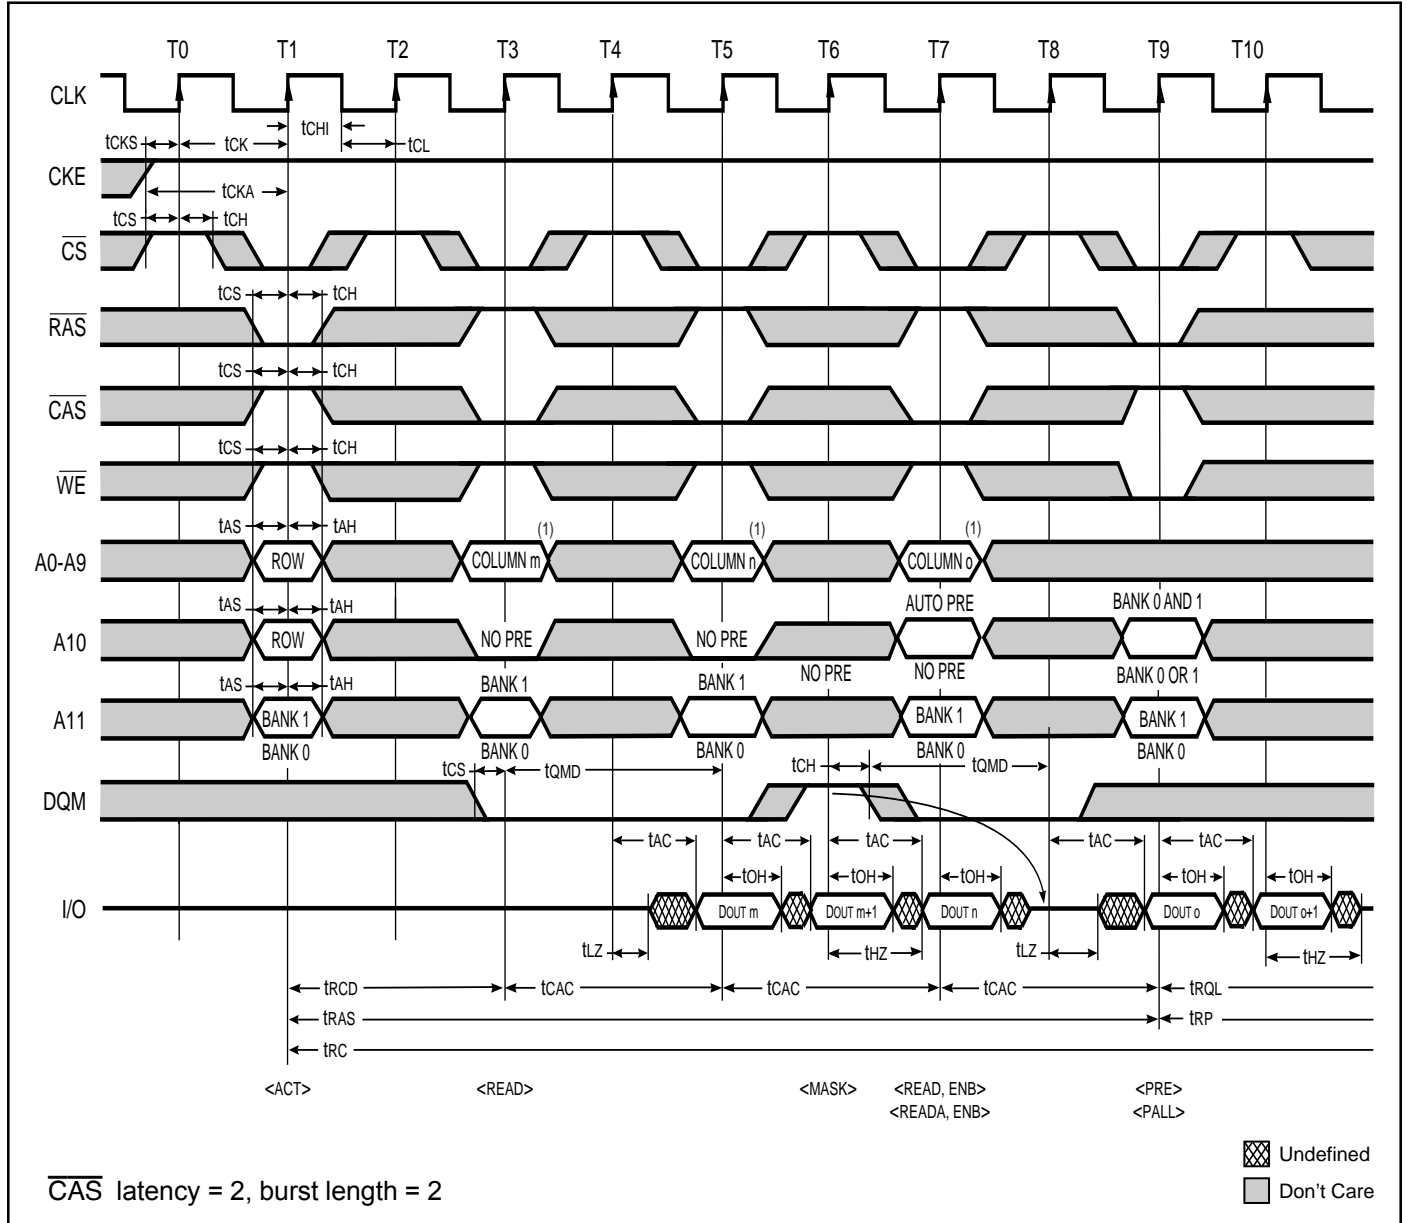 T0 T1 T2 T3 T4 T5 T6 T7 T8 T9 T10
CLK
tCHI
tCKS tCK tCL
CKE
tCKA
tCS tCH
CS
tCS tCH
RAS
tCS tCH
CAS
tCS tCH
WE
tAS tAH (1) (1) (1)
A0-A9 ROW COLUMN m COLUMN n COLUMN o
tAS tAH AUTO PRE BANK 0 AND 1
A10 ROW NO PRE NO PRE
NO PRE NO PRE BANK 0 OR 1
tAS tAH BANK 1 BANK 1
A11 BANK 1 BANK 1 BANK 1
BANK 0 BANK 0 BANK 0 BANK 0 BANK 0
tCS tQMD tCH tQMD
DQM
tAC tAC tAC tAC tAC
tOH tOH tOH tOH tOH
I/O DOUT m DOUT m+1 DOUT n DOUT o DOUT o+1
tLZ tHZ tLZ tHZ
tRCD tCAC tCAC tCAC tRQL
tRAS tRP
tRC
<ACT> <READ> <MASK> <READ, ENB> <PRE>
<READA, ENB> <PALL>
Undefined
CAS latency = 2, burst length = 2 Don't Care